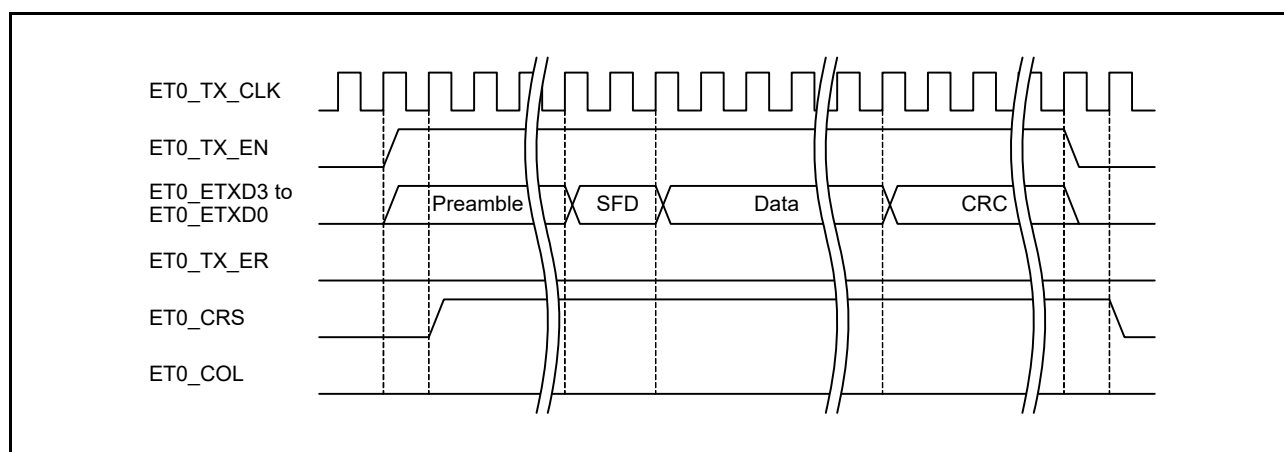 ET0_TX_CLK
ET0_TX_EN
ET0_ETXD3 to
ET0_ETXD0
Preamble
SFD
Data
CRC
ET0_TX_ER
ET0_CRS
ET0_COL